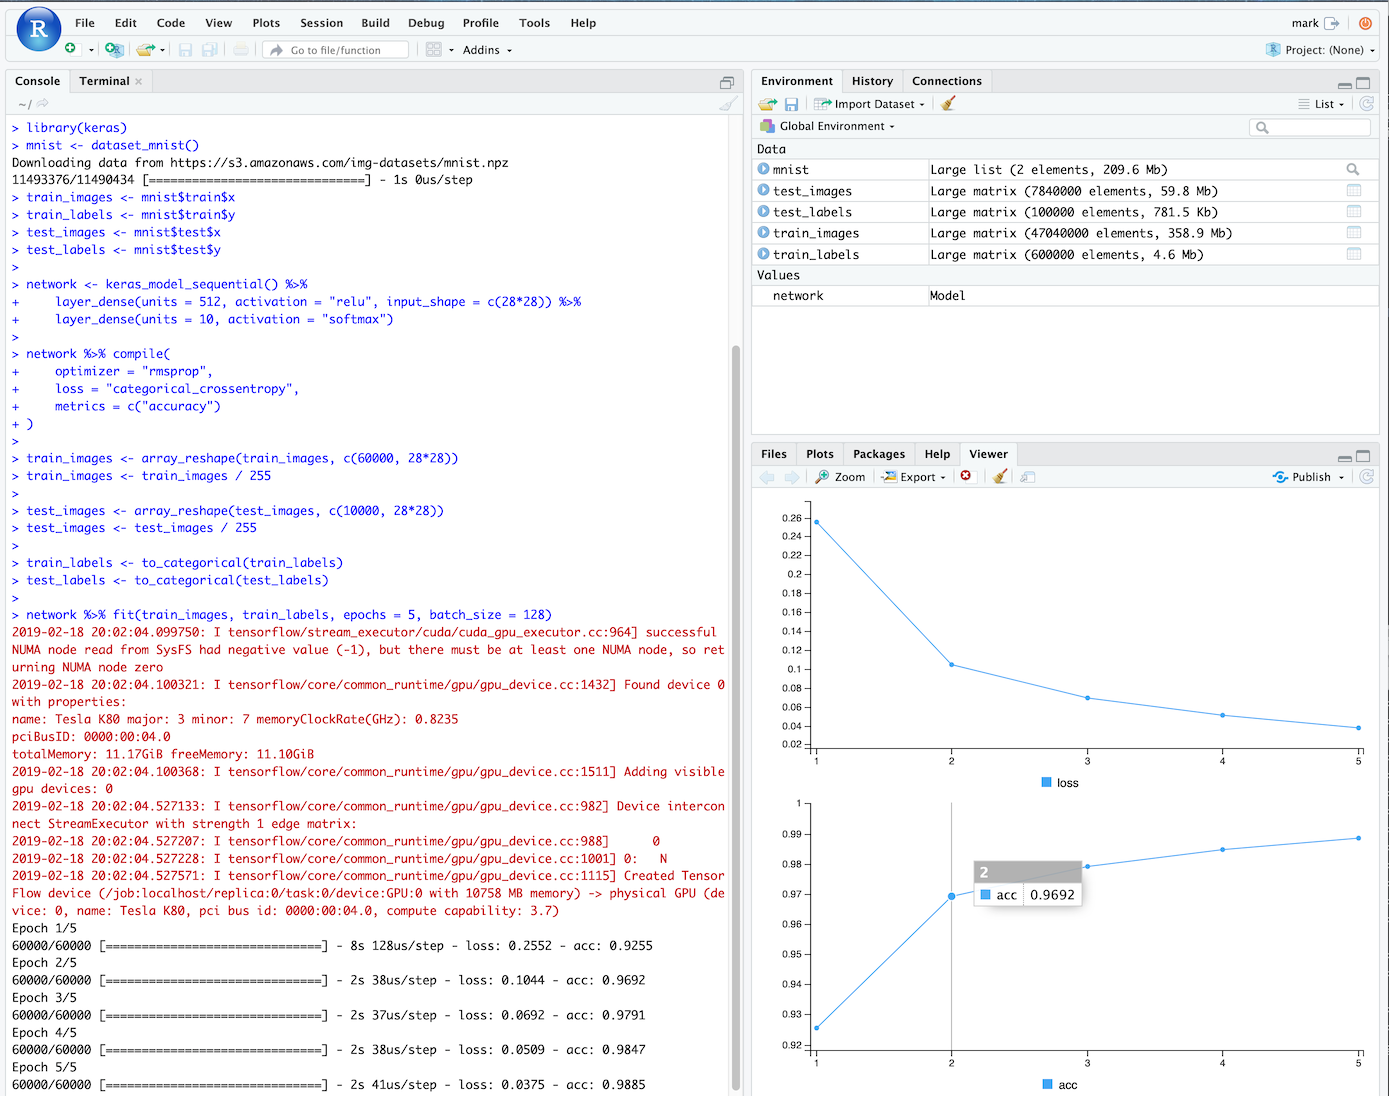 R File Edit Code View Plots Session Build Debug Profile Tools Help mark
Go to file/function Addins Project: (None)
Console Terminal
~/
> library(keras)
> mnist <- dataset_mnist()
Downloading data from https://s3.amazonaws.com/img-datasets/mnist.npz
11493376/11490434 [==============================] - 1s 0us/step
> train_images <- mnist$train$x
> train_labels <- mnist$train$y
> test_images <- mnist$test$x
> test_labels <- mnist$test$y
>
> network <- keras_model_sequential() %>%
+     layer_dense(units = 512, activation = "relu", input_shape = c(28*28)) %>%
+     layer_dense(units = 10, activation = "softmax")
>
> network %>% compile(
+     optimizer = "rmsprop",
+     loss = "categorical_crossentropy",
+     metrics = c("accuracy")
+ )
>
> train_images <- array_reshape(train_images, c(60000, 28*28))
> train_images <- train_images / 255
>
> test_images <- array_reshape(test_images, c(10000, 28*28))
> test_images <- test_images / 255
>
> train_labels <- to_categorical(train_labels)
> test_labels <- to_categorical(test_labels)
>
> network %>% fit(train_images, train_labels, epochs = 5, batch_size = 128)
2019-02-18 20:02:04.099750: I tensorflow/stream_executor/cuda/cuda_gpu_executor.cc:964] successful
NUMA node read from SysFS had negative value (-1), but there must be at least one NUMA node, so ret
urning NUMA node zero
2019-02-18 20:02:04.100321: I tensorflow/core/common_runtime/gpu/gpu_device.cc:1432] Found device 0
with properties:
name: Tesla K80 major: 3 minor: 7 memoryClockRate(GHz): 0.8235
pciBusID: 0000:00:04.0
totalMemory: 11.17GiB freeMemory: 11.10GiB
2019-02-18 20:02:04.100368: I tensorflow/core/common_runtime/gpu/gpu_device.cc:1511] Adding visible
gpu devices: 0
2019-02-18 20:02:04.527133: I tensorflow/core/common_runtime/gpu/gpu_device.cc:982] Device intercon
nect StreamExecutor with strength 1 edge matrix:
2019-02-18 20:02:04.527207: I tensorflow/core/common_runtime/gpu/gpu_device.cc:988]      0
2019-02-18 20:02:04.527228: I tensorflow/core/common_runtime/gpu/gpu_device.cc:1001] 0:   N
2019-02-18 20:02:04.527571: I tensorflow/core/common_runtime/gpu/gpu_device.cc:1115] Created Tensor
Flow device (/job:localhost/replica:0/task:0/device:GPU:0 with 10758 MB memory) -> physical GPU (de
vice: 0, name: Tesla K80, pci bus id: 0000:00:04.0, compute capability: 3.7)
Epoch 1/5
60000/60000 [==============================] - 8s 128us/step - loss: 0.2552 - acc: 0.9255
Epoch 2/5
60000/60000 [==============================] - 2s 38us/step - loss: 0.1044 - acc: 0.9692
Epoch 3/5
60000/60000 [==============================] - 2s 37us/step - loss: 0.0692 - acc: 0.9791
Epoch 4/5
60000/60000 [==============================] - 2s 38us/step - loss: 0.0509 - acc: 0.9847
Epoch 5/5
60000/60000 [==============================] - 2s 41us/step - loss: 0.0375 - acc: 0.9885
Environment History Connections
Import Dataset List
Global Environment
Data
mnist Large list (2 elements, 209.6 Mb)
test_images Large matrix (7840000 elements, 59.8 Mb)
test_labels Large matrix (100000 elements, 781.5 Kb)
train_images Large matrix (47040000 elements, 358.9 Mb)
train_labels Large matrix (600000 elements, 4.6 Mb)
Values
network Model
Files Plots Packages Help Viewer
Zoom Export Publish
0.26
0.24
0.22
0.2
0.18
0.16
0.14
0.12
0.1
0.08
0.06
0.04
0.02
1 2 3 4 5
loss
1
0.99
0.98
0.97
0.96
0.95
0.94
0.93
0.92
2
acc 0.9692
1 2 3 4 5
acc